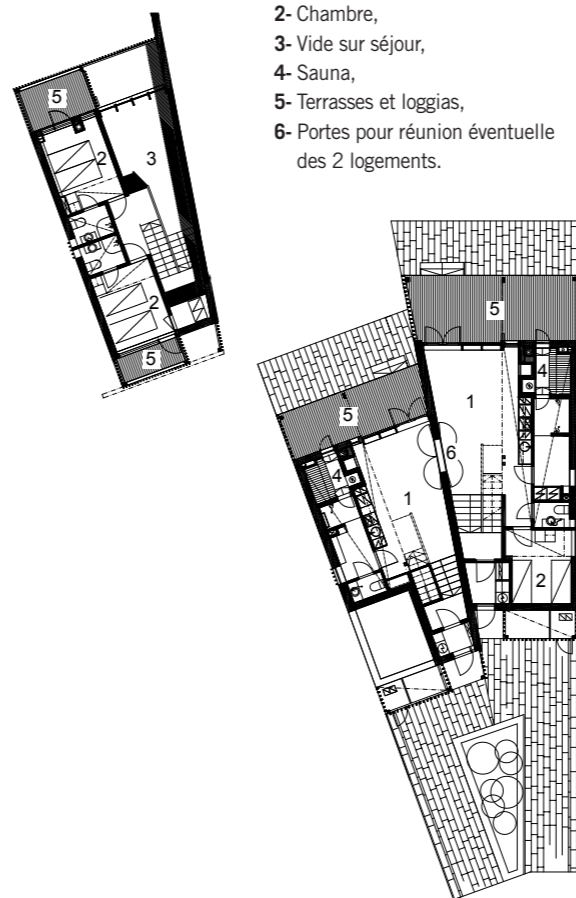 2- Chambre,
3- Vide sur séjour,
4- Sauna,
5- Terrasses et loggias,
6- Portes pour réunion éventuelle
des 2 logements.
5
2
3
2
5
5
4
1
5
6
4
1
2